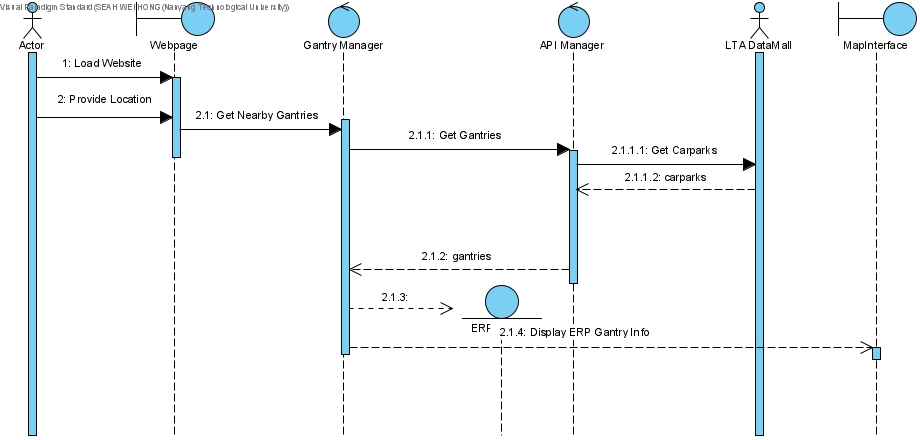 Visual Paradigm Standard (SEAH WEI HONG (Nanyang Technological University))
Actor
Webpage
Gantry Manager
API Manager
LTA DataMall
MapInterface
1: Load Website
2: Provide Location
2.1: Get Nearby Gantries
2.1.1: Get Gantries
2.1.1.1: Get Carparks
2.1.1.2: carparks
2.1.2: gantries
2.1.3:
ERP
2.1.4: Display ERP Gantry Info